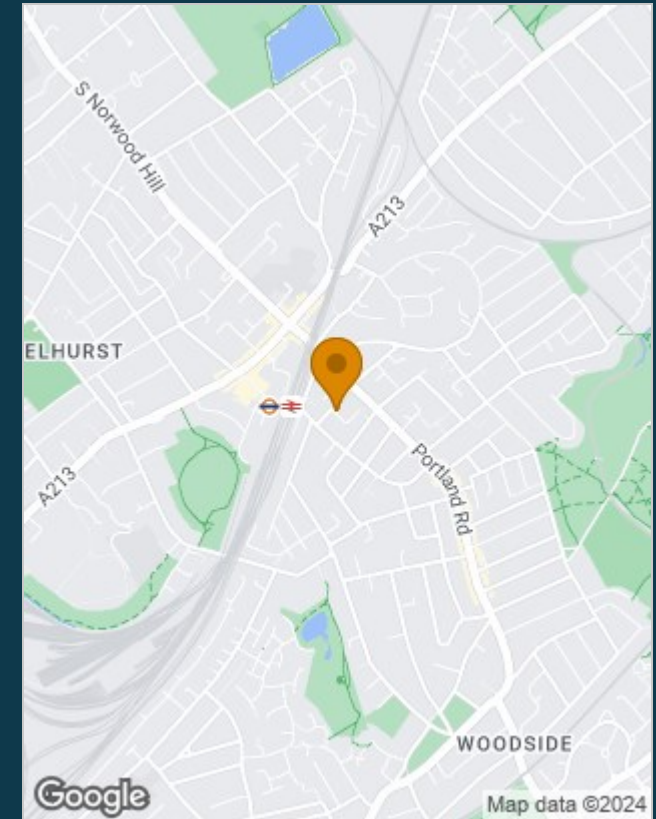 S Norwood Hill
A213
ELHURST
A213
Portland Rd
WOODSIDE
Google
Map data ©2024